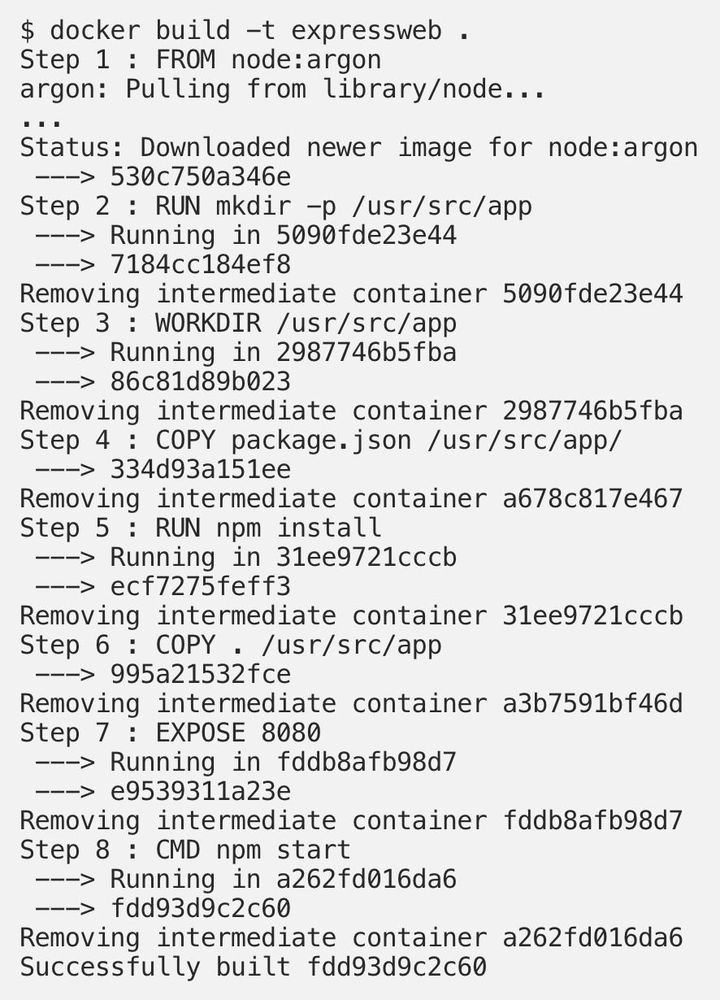 $ docker build -t expressweb .
Step 1 : FROM node:argon
argon: Pulling from library/node...
...
Status: Downloaded newer image for node:argon
 ---> 530c750a346e
Step 2 : RUN mkdir -p /usr/src/app
 ---> Running in 5090fde23e44
 ---> 7184cc184ef8
Removing intermediate container 5090fde23e44
Step 3 : WORKDIR /usr/src/app
 ---> Running in 2987746b5fba
 ---> 86c81d89b023
Removing intermediate container 2987746b5fba
Step 4 : COPY package.json /usr/src/app/
 ---> 334d93a151ee
Removing intermediate container a678c817e467
Step 5 : RUN npm install
 ---> Running in 31ee9721cccb
 ---> ecf7275feff3
Removing intermediate container 31ee9721cccb
Step 6 : COPY . /usr/src/app
 ---> 995a21532fce
Removing intermediate container a3b7591bf46d
Step 7 : EXPOSE 8080
 ---> Running in fddb8afb98d7
 ---> e9539311a23e
Removing intermediate container fddb8afb98d7
Step 8 : CMD npm start
 ---> Running in a262fd016da6
 ---> fdd93d9c2c60
Removing intermediate container a262fd016da6
Successfully built fdd93d9c2c60